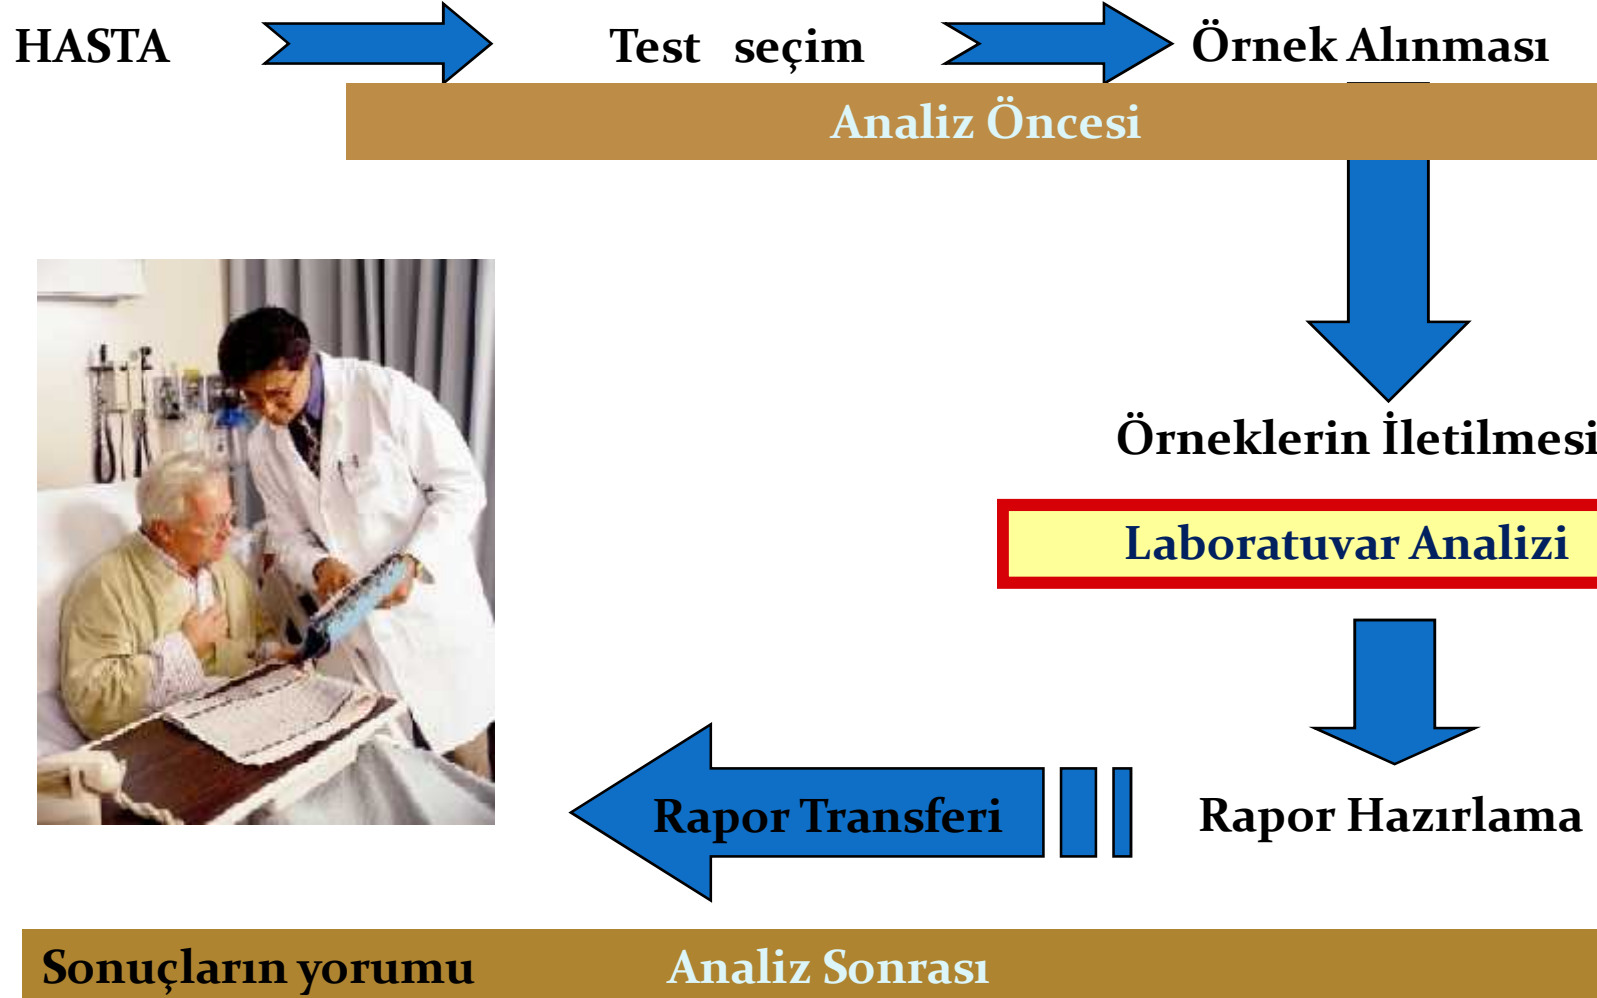 HASTA
Test seçim
Örnek Alınması
Analiz Öncesi
Örneklerin İletilmesi
Laboratuvar Analizi
Rapor Hazırlama
Rapor Transferi
Sonuçların yorumu
Analiz Sonrası